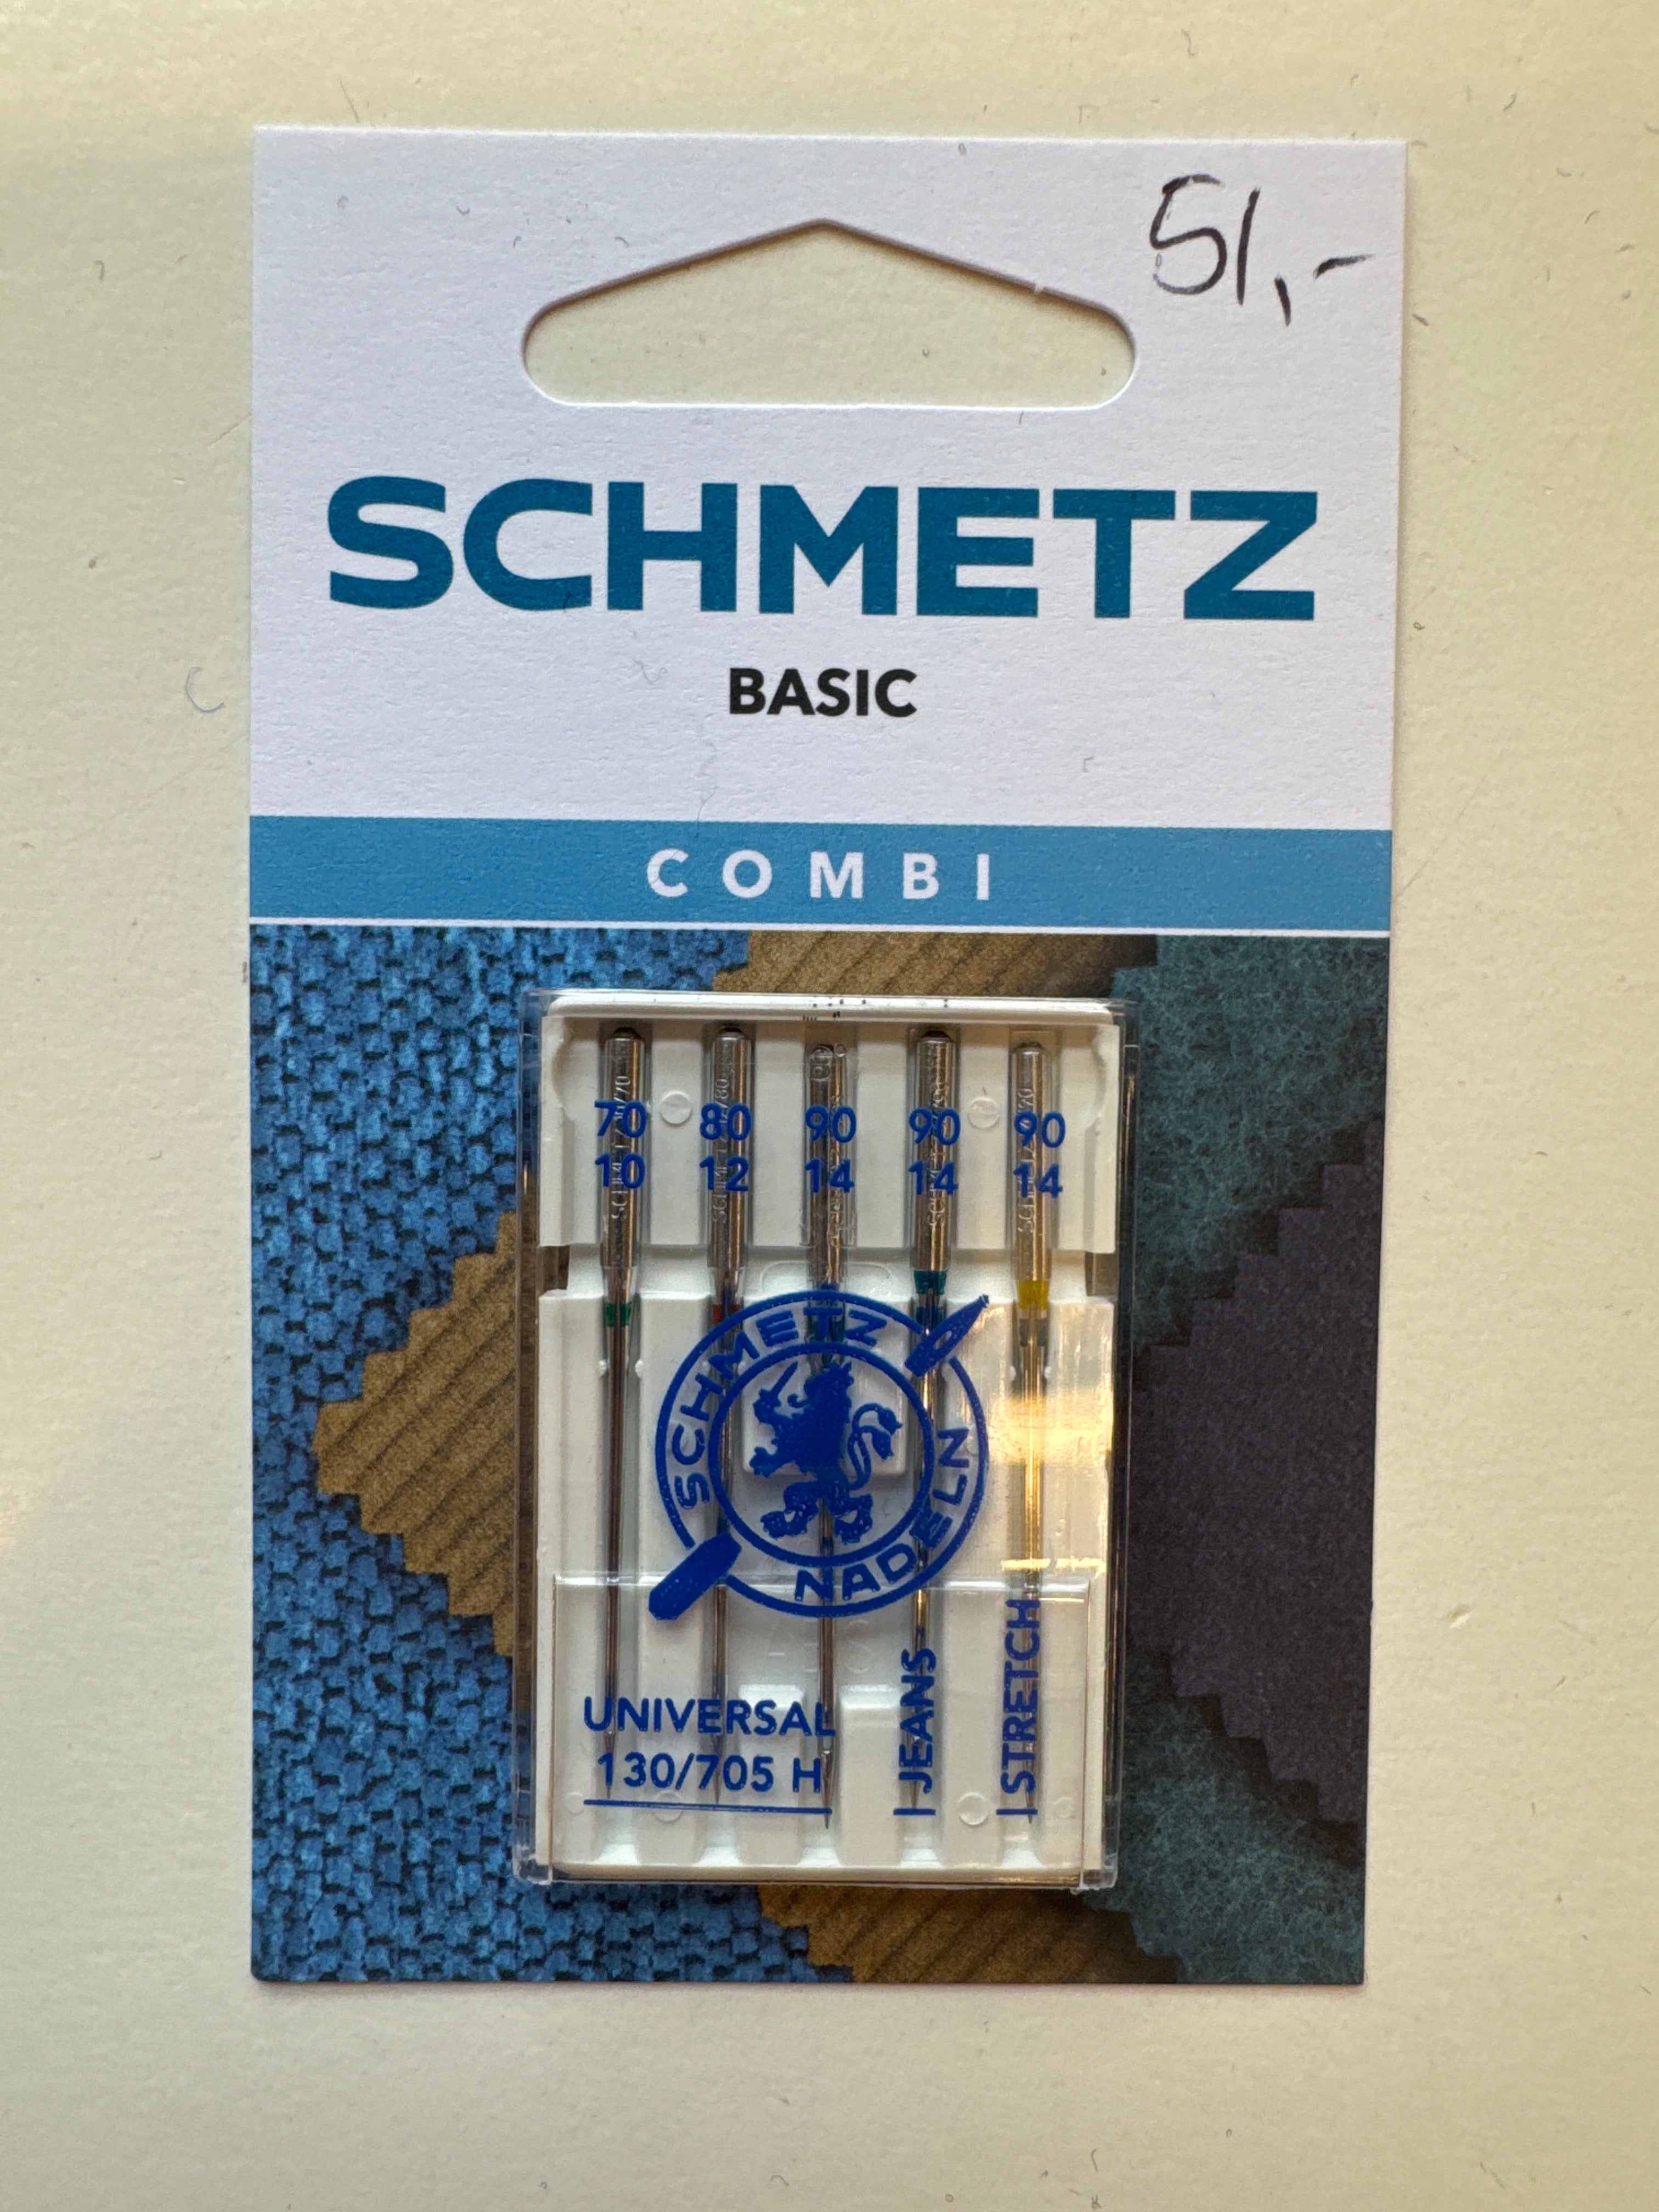 51,-
SCHMETZ
BASIC
COMBI
70 80 90 90 90
10 12 14 14 14
SCHMETZ
NADELN
UNIVERSAL
130/705 H
JEANS
STRETCH